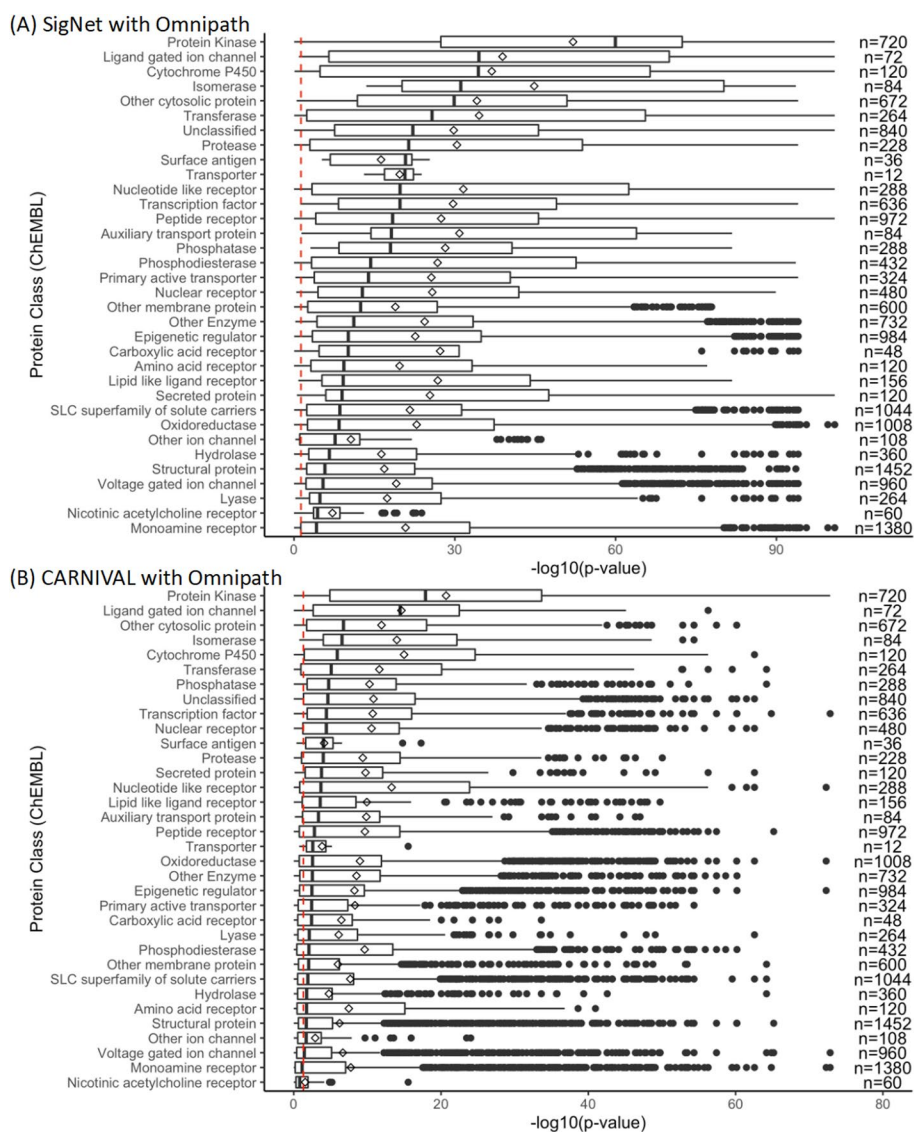 (A) SigNet with Omnipath
Protein Class (ChEMBL)
Protein Kinase n=720
Ligand gated ion channel n=72
Cytochrome P450 n=120
Isomerase n=84
Other cytosolic protein n=672
Transferase n=264
Unclassified n=840
Protease n=228
Surface antigen n=36
Transporter n=12
Nucleotide like receptor n=288
Transcription factor n=636
Peptide receptor n=972
Auxiliary transport protein n=84
Phosphatase n=288
Phosphodiesterase n=432
Primary active transporter n=324
Nuclear receptor n=480
Other membrane protein n=600
Other Enzyme n=732
Epigenetic regulator n=984
Carboxylic acid receptor n=48
Amino acid receptor n=120
Lipid like ligand receptor n=156
Secreted protein n=120
SLC superfamily of solute carriers n=1044
Oxidoreductase n=1008
Other ion channel n=108
Hydrolase n=360
Structural protein n=1452
Voltage gated ion channel n=960
Lyase n=264
Nicotinic acetylcholine receptor n=60
Monoamine receptor n=1380
0 30 60 90
-log10(p-value)
(B) CARNIVAL with Omnipath
Protein Class (ChEMBL)
Protein Kinase n=720
Ligand gated ion channel n=72
Other cytosolic protein n=672
Isomerase n=84
Cytochrome P450 n=120
Transferase n=264
Phosphatase n=288
Unclassified n=840
Transcription factor n=636
Nuclear receptor n=480
Surface antigen n=36
Protease n=228
Secreted protein n=120
Nucleotide like receptor n=288
Lipid like ligand receptor n=156
Auxiliary transport protein n=84
Peptide receptor n=972
Transporter n=12
Oxidoreductase n=1008
Other Enzyme n=732
Epigenetic regulator n=984
Primary active transporter n=324
Carboxylic acid receptor n=48
Lyase n=264
Phosphodiesterase n=432
Other membrane protein n=600
SLC superfamily of solute carriers n=1044
Hydrolase n=360
Amino acid receptor n=120
Structural protein n=1452
Other ion channel n=108
Voltage gated ion channel n=960
Monoamine receptor n=1380
Nicotinic acetylcholine receptor n=60
0 20 40 60 80
-log10(p-value)